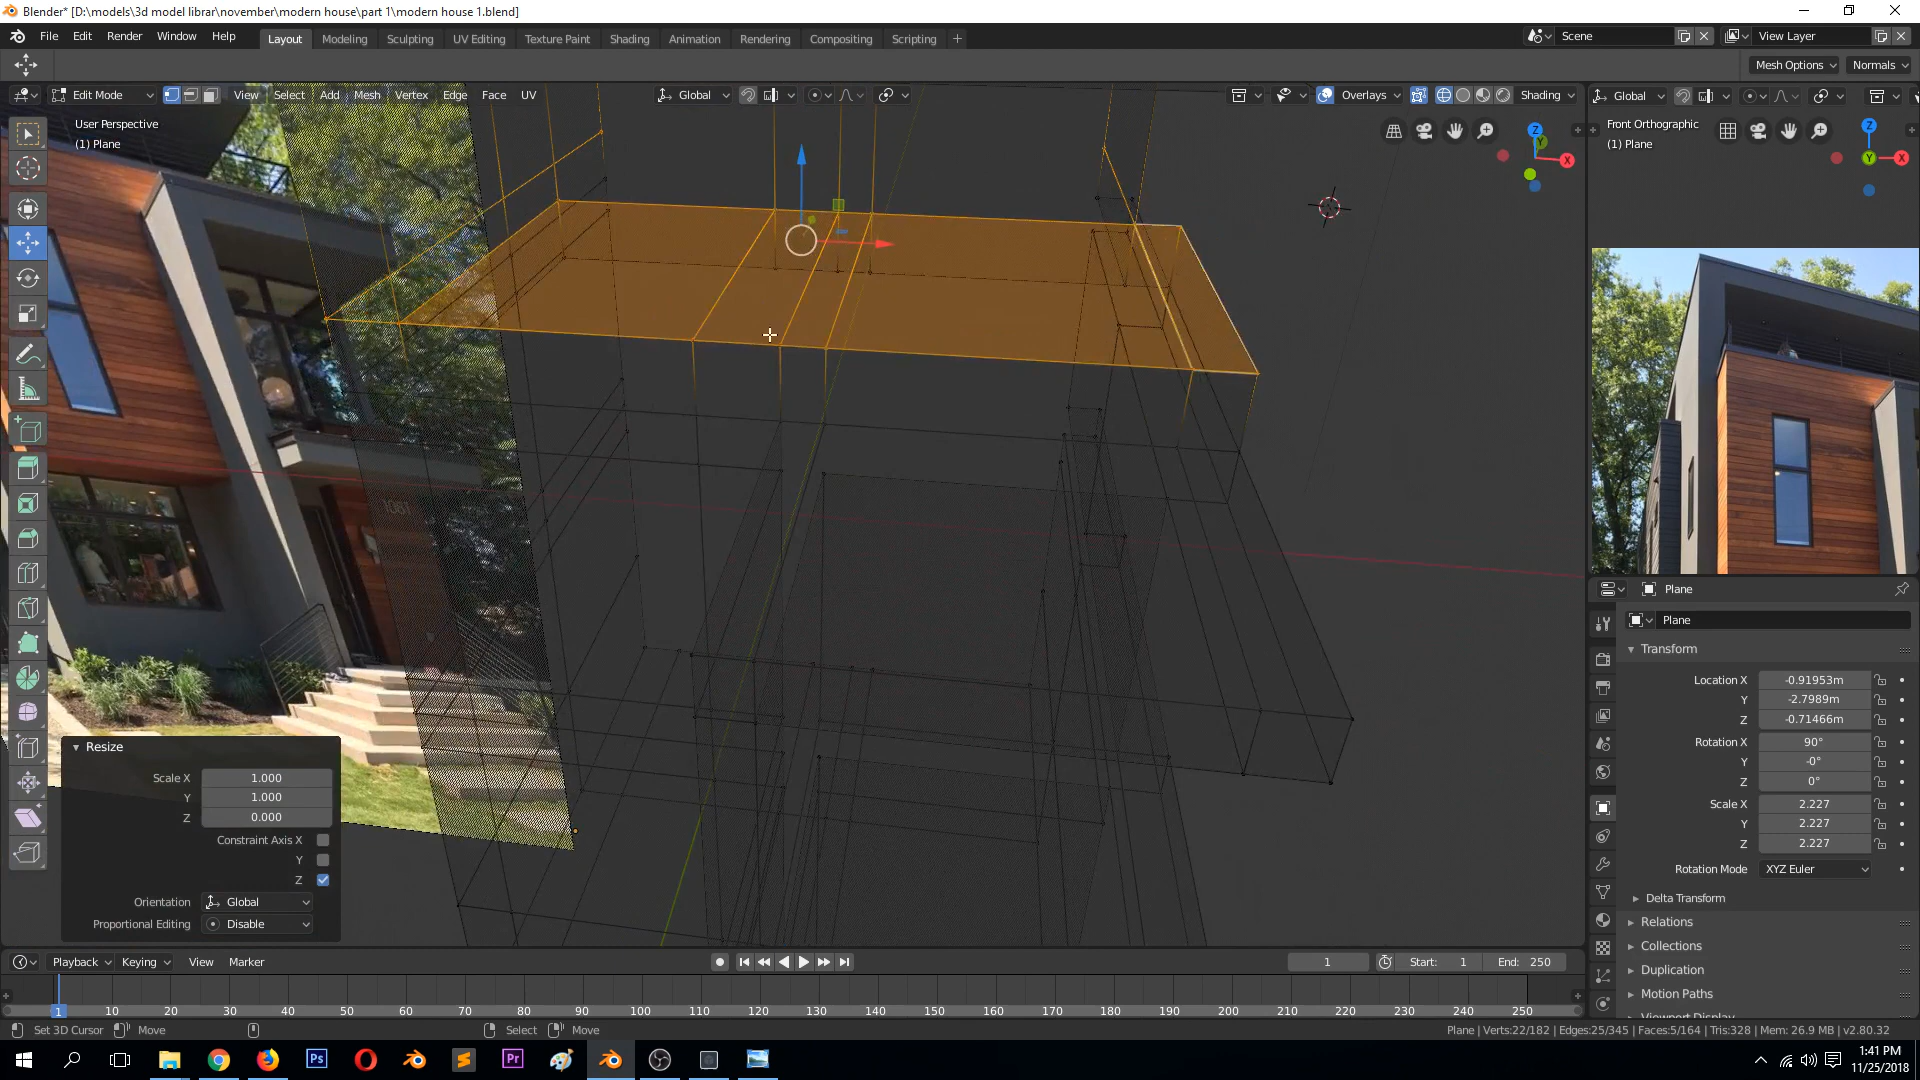 Blender* [D:\models\3d model librar\november\modern house\part 1\modern house 1.blend]
File Edit Render Window Help Layout Modeling Sculpting UV Editing Texture Paint Shading Animation Rendering Compositing Scripting Scene View Layer
Mesh Options Normals
Edit Mode View Select Add Mesh Vertex Edge Face UV Global Overlays Shading Global
User Perspective
(1) Plane
Front Orthographic
(1) Plane
Z
Y
X
Z
Y
X
1081
Plane
Plane
Transform
Location X -0.91953m
Y -2.7989m
Z -0.71466m
Rotation X 90°
Y -0°
Z 0°
Scale X 2.227
Y 2.227
Z 2.227
Rotation Mode XYZ Euler
Delta Transform
Relations
Collections
Duplication
Motion Paths
Viewport Display
Resize
Scale X 1.000
Y 1.000
Z 0.000
Constraint Axis X
Y
Z
Orientation Global
Proportional Editing Disable
Playback Keying View Marker 1 Start: 1 End: 250
1 10 20 30 40 50 60 70 80 90 100 110 120 130 140 150 160 170 180 190 200 210 220 230 240 250
Set 3D Cursor Move Select Move Plane | Verts:22/182 | Edges:25/345 | Faces:5/164 | Tris:328 | Mem: 26.9 MB | v2.80.32
Ps Pr
1:41 PM
11/25/2018